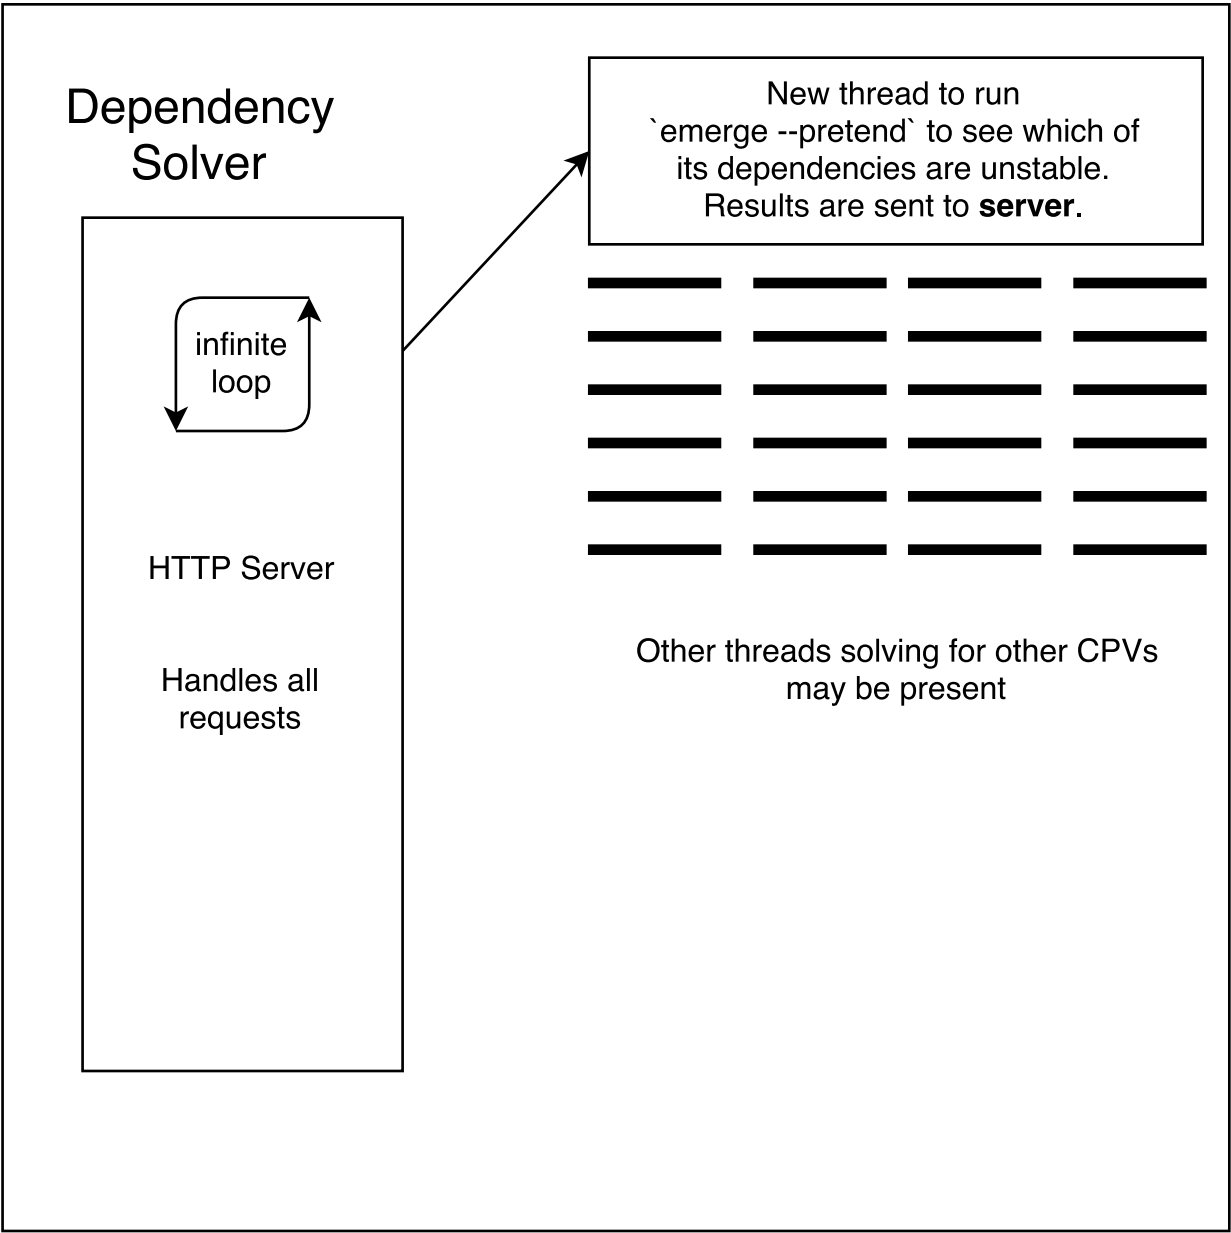 Dependency
Solver
New thread to run
`emerge --pretend` to see which of
its dependencies are unstable.
Results are sent to server.
infinite
loop
HTTP Server
Handles all
requests
Other threads solving for other CPVs
may be present